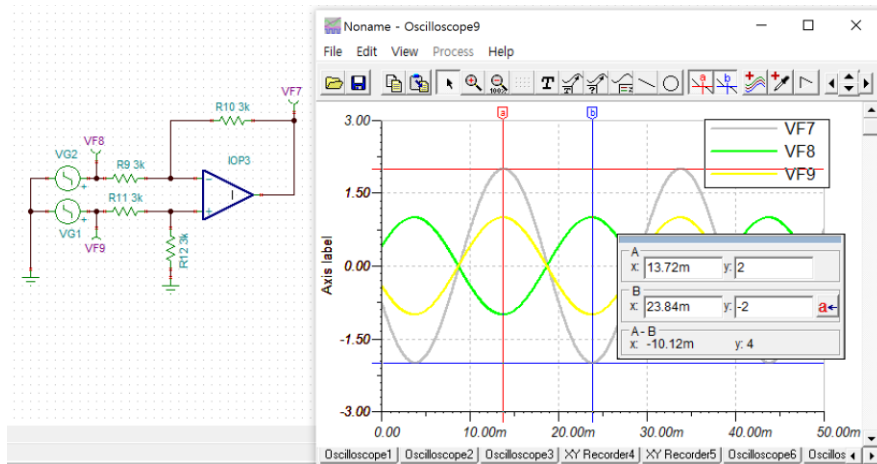 Noname - Oscilloscope9
File Edit View Process Help
T
a b
VF7
R10 3k
VF8
VG2
R9 3k
IOP3
R11 3k
VG1
VF9
R12 3k
a b
3.00
1.50
0.00
-1.50
-3.00
Axis label
VF7
VF8
VF9
A
x: 13.72m y: 2
B
x: 23.84m y: -2 a
A - B
x: -10.12m y: 4
0.00 10.00m 20.00m 30.00m 40.00m 50.00m
Oscilloscope1 Oscilloscope2 Oscilloscope3 XY Recorder4 XY Recorder5 Oscilloscope6 Oscillos